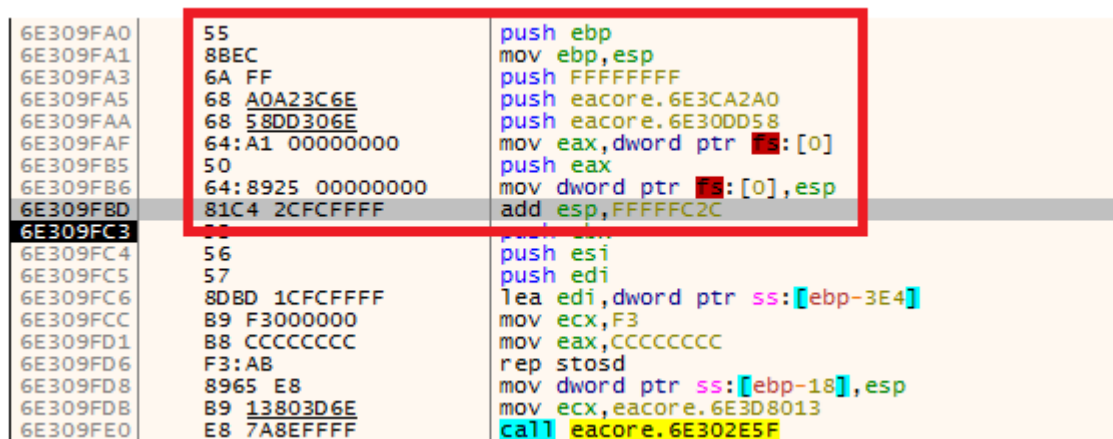 6E309FA0 55 push ebp
6E309FA1 8BEC mov ebp,esp
6E309FA3 6A FF push FFFFFFFF
6E309FA5 68 A0A23C6E push eacore.6E3CA2A0
6E309FAA 68 58DD306E push eacore.6E30DD58
6E309FAF 64:A1 00000000 mov eax,dword ptr fs:[0]
6E309FB5 50 push eax
6E309FB6 64:8925 00000000 mov dword ptr fs:[0],esp
6E309FBD 81C4 2CFCFFFF add esp,FFFFFC2C
6E309FC3
6E309FC4 56 push esi
6E309FC5 57 push edi
6E309FC6 8DBD 1CFCFFFF lea edi,dword ptr ss:[ebp-3E4]
6E309FCC B9 F3000000 mov ecx,F3
6E309FD1 B8 CCCCCCCC mov eax,CCCCCCCC
6E309FD6 F3:AB rep stosd
6E309FD8 8965 E8 mov dword ptr ss:[ebp-18],esp
6E309FDB B9 13803D6E mov ecx,eacore.6E3D8013
6E309FE0 E8 7A8EFFFF call eacore.6E302E5F